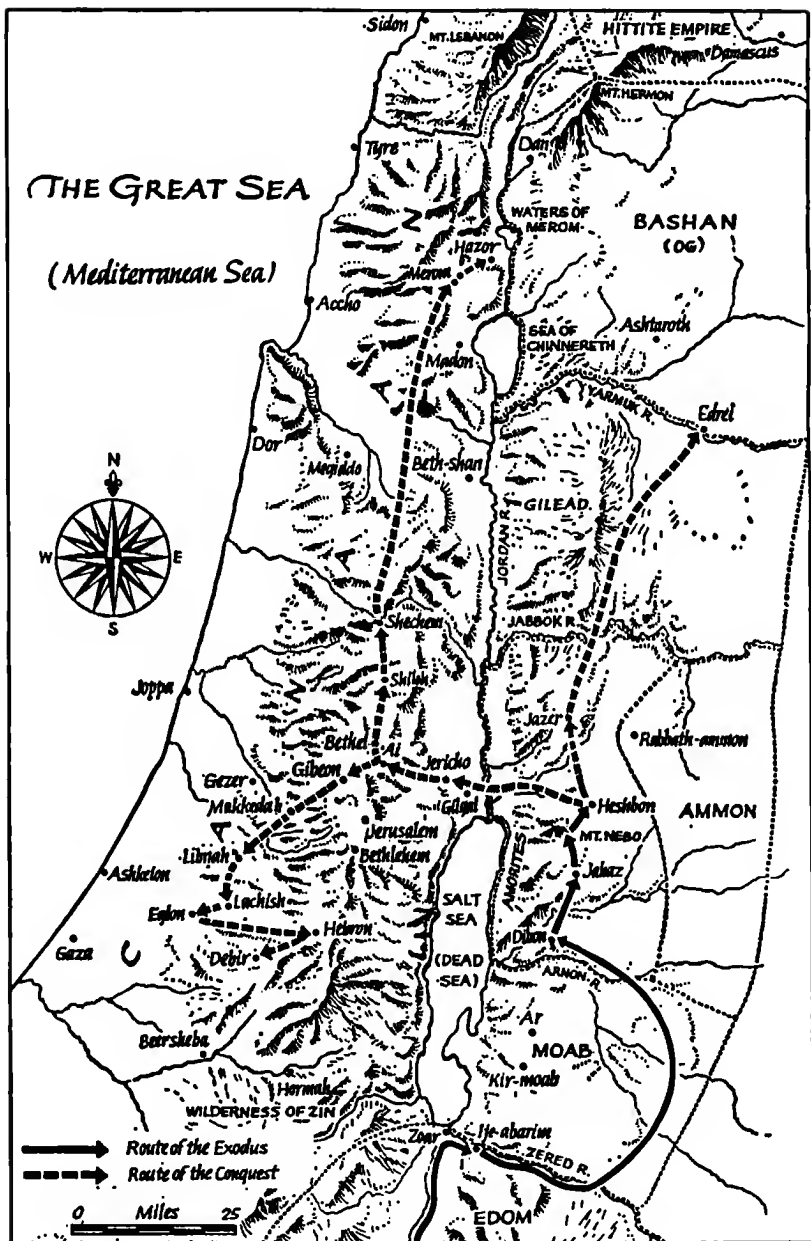 Sidon
MT. LEBANON
HITTITE EMPIRE
Damascus
MT. HERMON
Tyre
Dan
THE GREAT SEA
(Mediterranean Sea)
WATERS OF
MEROM
BASHAN
(OG)
Hazor
Merom
Accho
SEA OF
CHINNERETH
Ashtaroth
Madon
YARMUK R.
Edrei
Dor
Megiddo
Beth-Shan
GILEAD
JORDAN R.
N
W
E
S
CANAAN
Shechem
JABBOK R.
Shiloh
Joppa
Jazer
Rabbath-ammon
Bethel
Ai
Jericho
Gibeon
Gezer
Makkedah
Gilgal
Heshbon
AMMON
Jerusalem
MT. NEBO
Bethlehem
Libnah
AMORITES
Jahaz
Ashkelon
Lachish
Eglon
SALT
SEA
(DEAD
SEA)
Hebron
Dibon
Gaza
Debir
ARNON R.
Ar
MOAB
Beersheba
Kir-moab
Hormah
WILDERNESS OF ZIN
Zoar
Ije-abarim
ZERED R.
Route of the Exodus
Route of the Conquest
0 Miles 25
EDOM